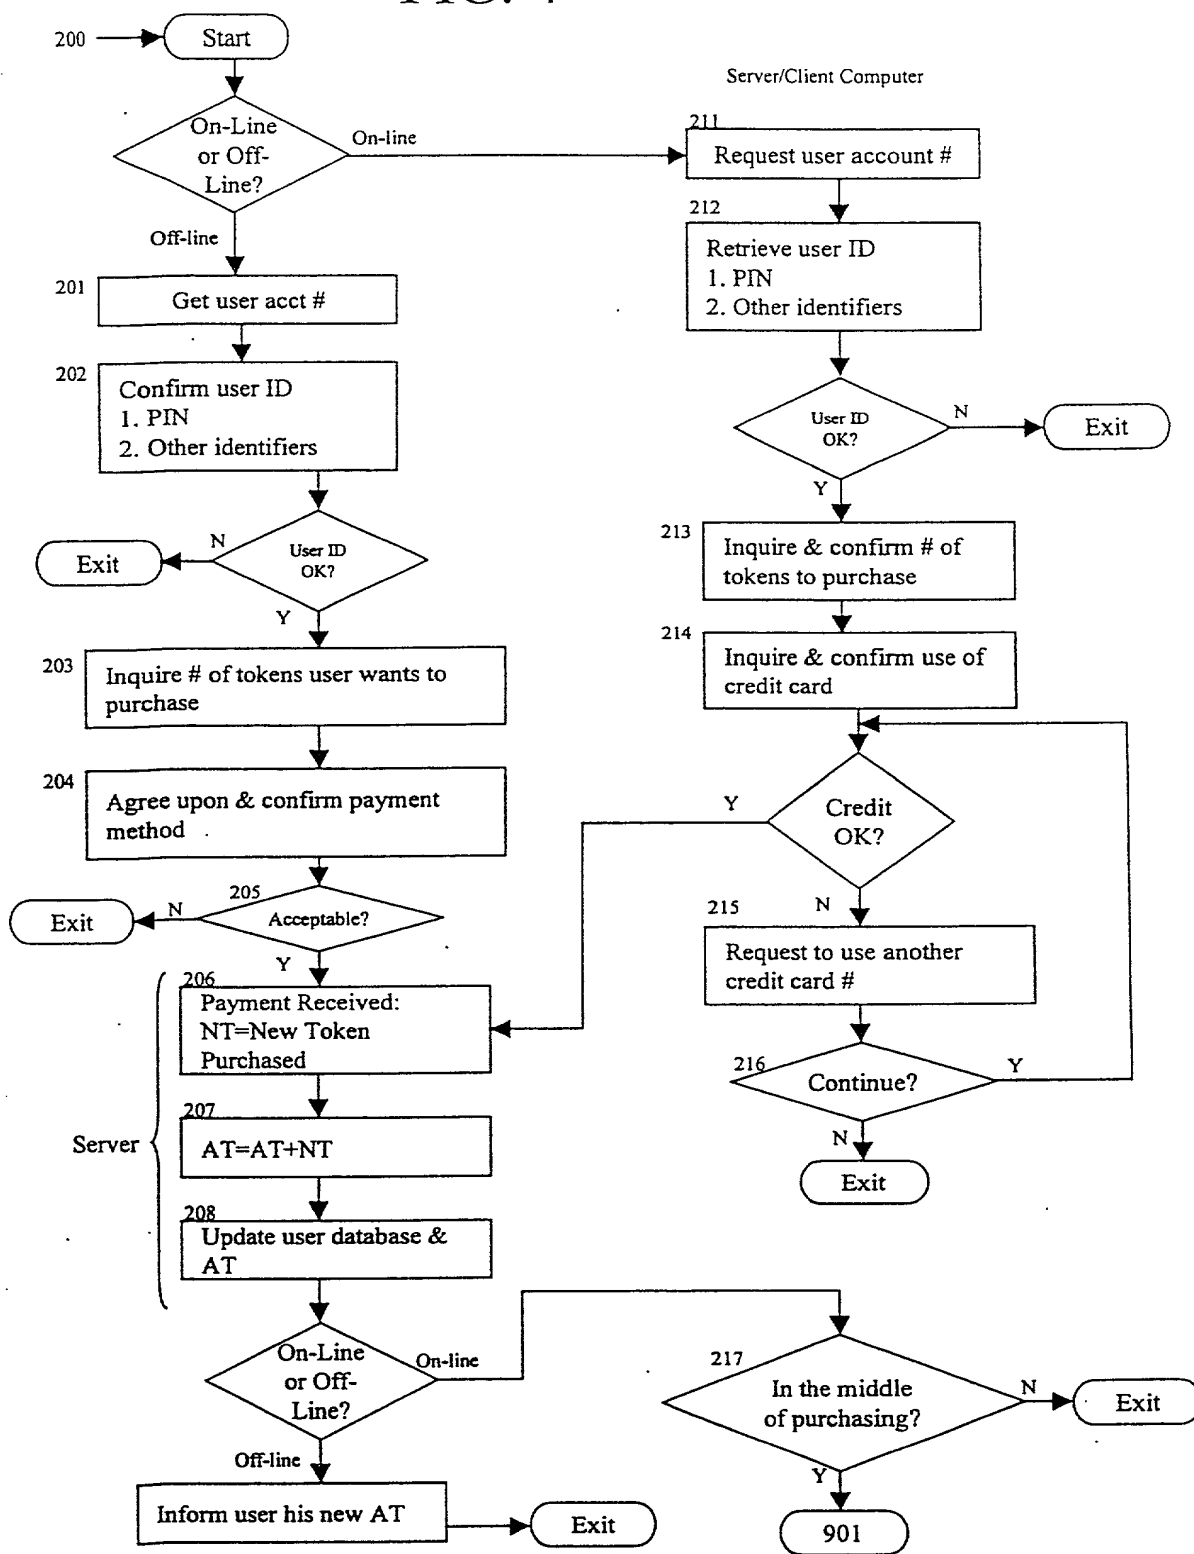 200
Start
Server/Client Computer
On-Line
or Off-
Line?
On-line
Off-line
211
Request user account #
212
Retrieve user ID
1. PIN
2. Other identifiers
201
Get user acct #
202
Confirm user ID
1. PIN
2. Other identifiers
User ID
OK?
N
Exit
Y
User ID
OK?
N
Exit
Y
213
Inquire & confirm # of
tokens to purchase
214
Inquire & confirm use of
credit card
203
Inquire # of tokens user wants to
purchase
204
Agree upon & confirm payment
method
Credit
OK?
Y
N
205
Acceptable?
N
Exit
Y
215
Request to use another
credit card #
216
Continue?
Y
N
Exit
Server
206
Payment Received:
NT=New Token
Purchased
207
AT=AT+NT
208
Update user database &
AT
On-Line
or Off-
Line?
On-line
Off-line
217
In the middle
of purchasing?
N
Exit
Y
901
Inform user his new AT
Exit